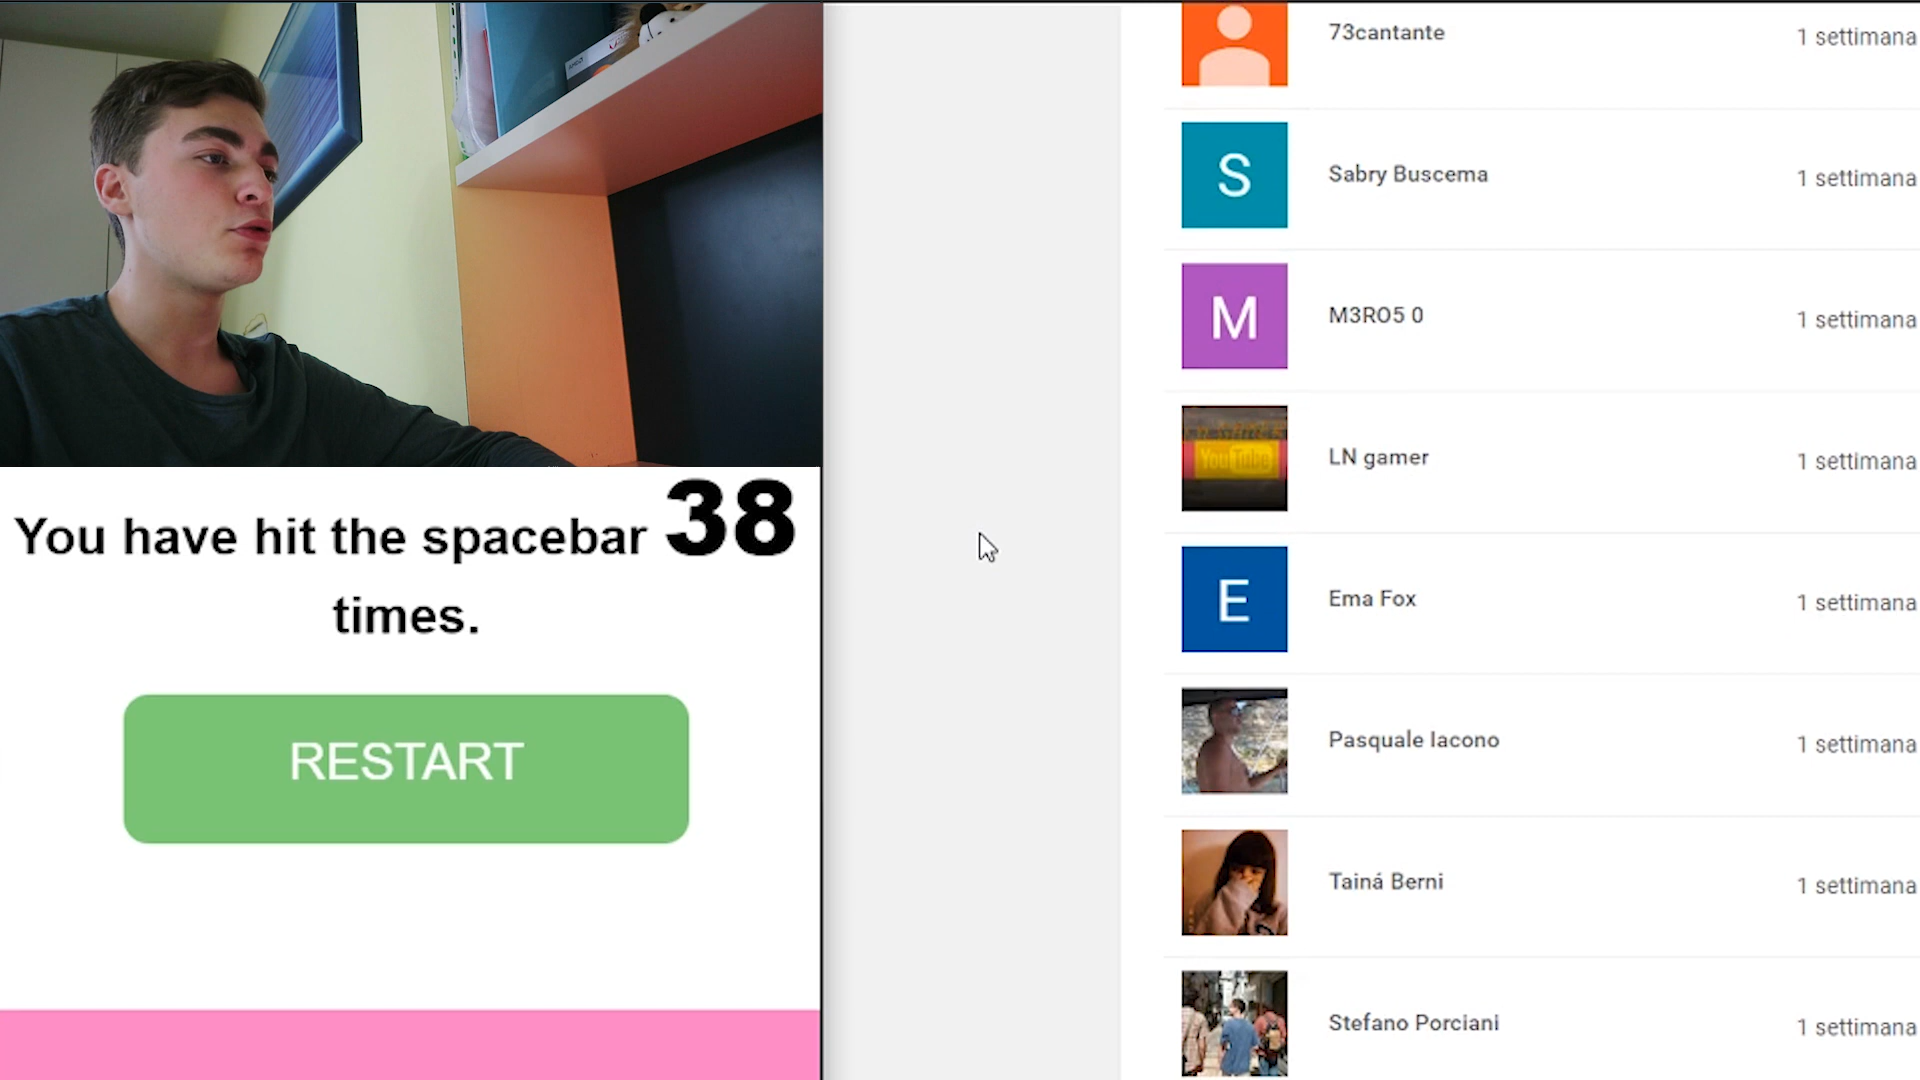 You have hit the spacebar 38
times.
RESTART
73cantante
1 settimana
Sabry Buscema
1 settimana
S
M3RO5 0
1 settimana
M
LN gamer
1 settimana
YouTube
Ema Fox
1 settimana
E
Pasquale Iacono
1 settimana
Tainá Berni
1 settimana
Stefano Porciani
1 settimana